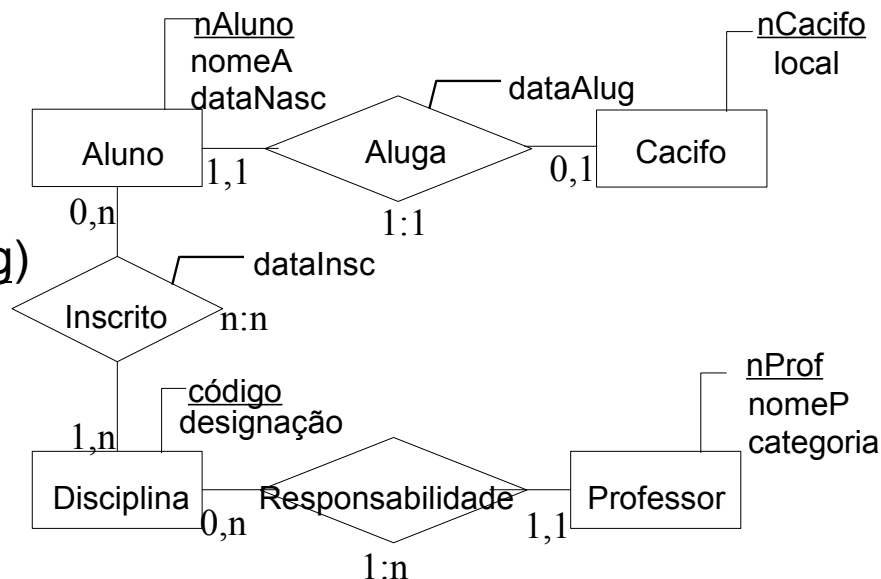 nAluno
nomeA
dataNasc
nCacifo
local
dataAlug
Aluno
1,1
Aluga
0,1
Cacifo
1:1
0,n
g)
dataInsc
Inscrito
n:n
código
designação
nProf
nomeP
categoria
1,n
Disciplina
0,n
Responsabilidade
1,1
Professor
1:n